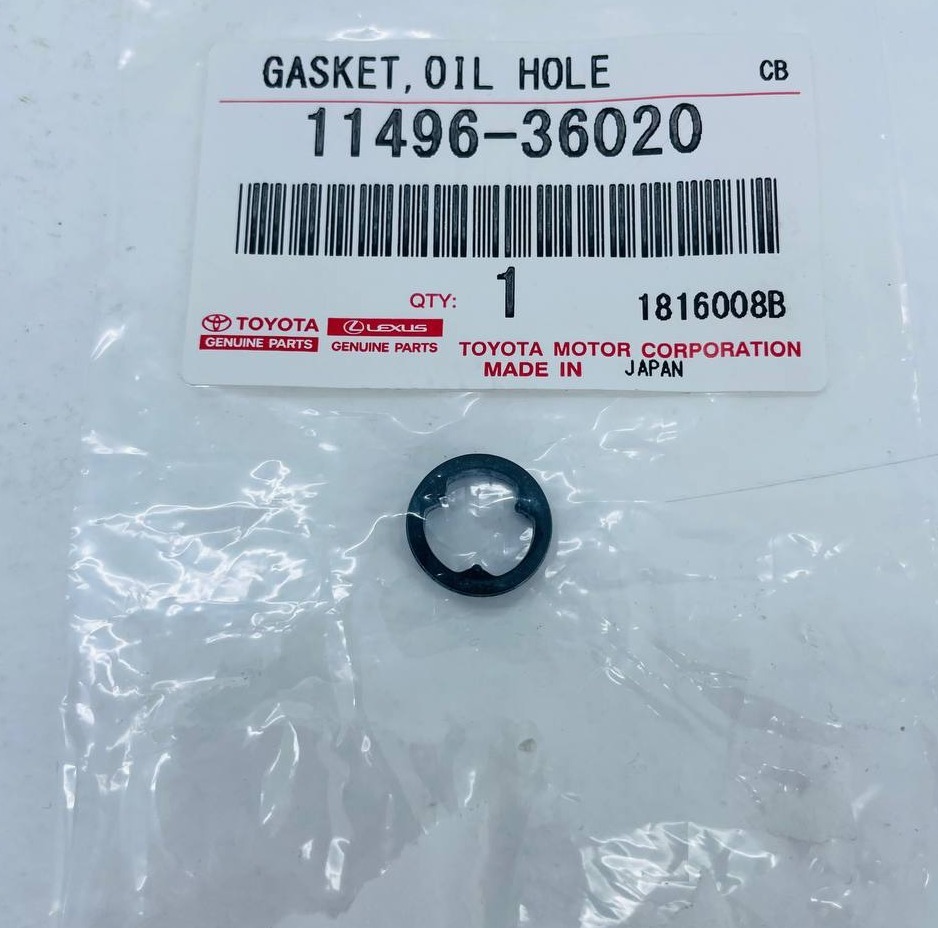 GASKET,OIL HOLE CB
11496-36020
QTY: 1 1816008B
TOYOTA LEXUS
GENUINE PARTS GENUINE PARTS
TOYOTA MOTOR CORPORATION
MADE IN JAPAN